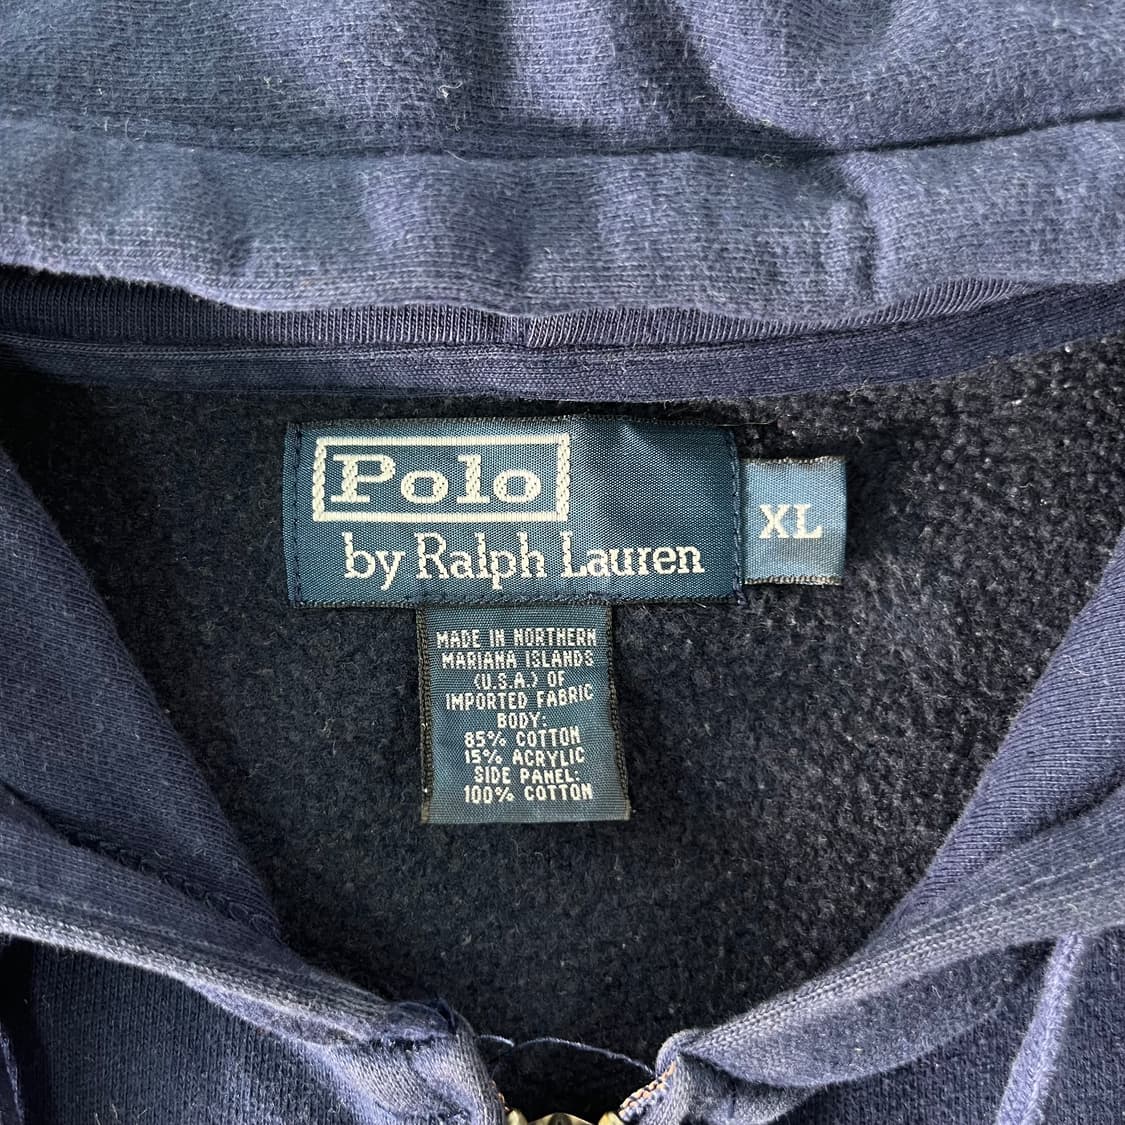 Polo
by Ralph Lauren
XL
MADE IN NORTHERN
MARIANA ISLANDS
(U.S.A.) OF
IMPORTED FABRIC
BODY:
85% COTTON
15% ACRYLIC
SIDE PANEL:
100% COTTON